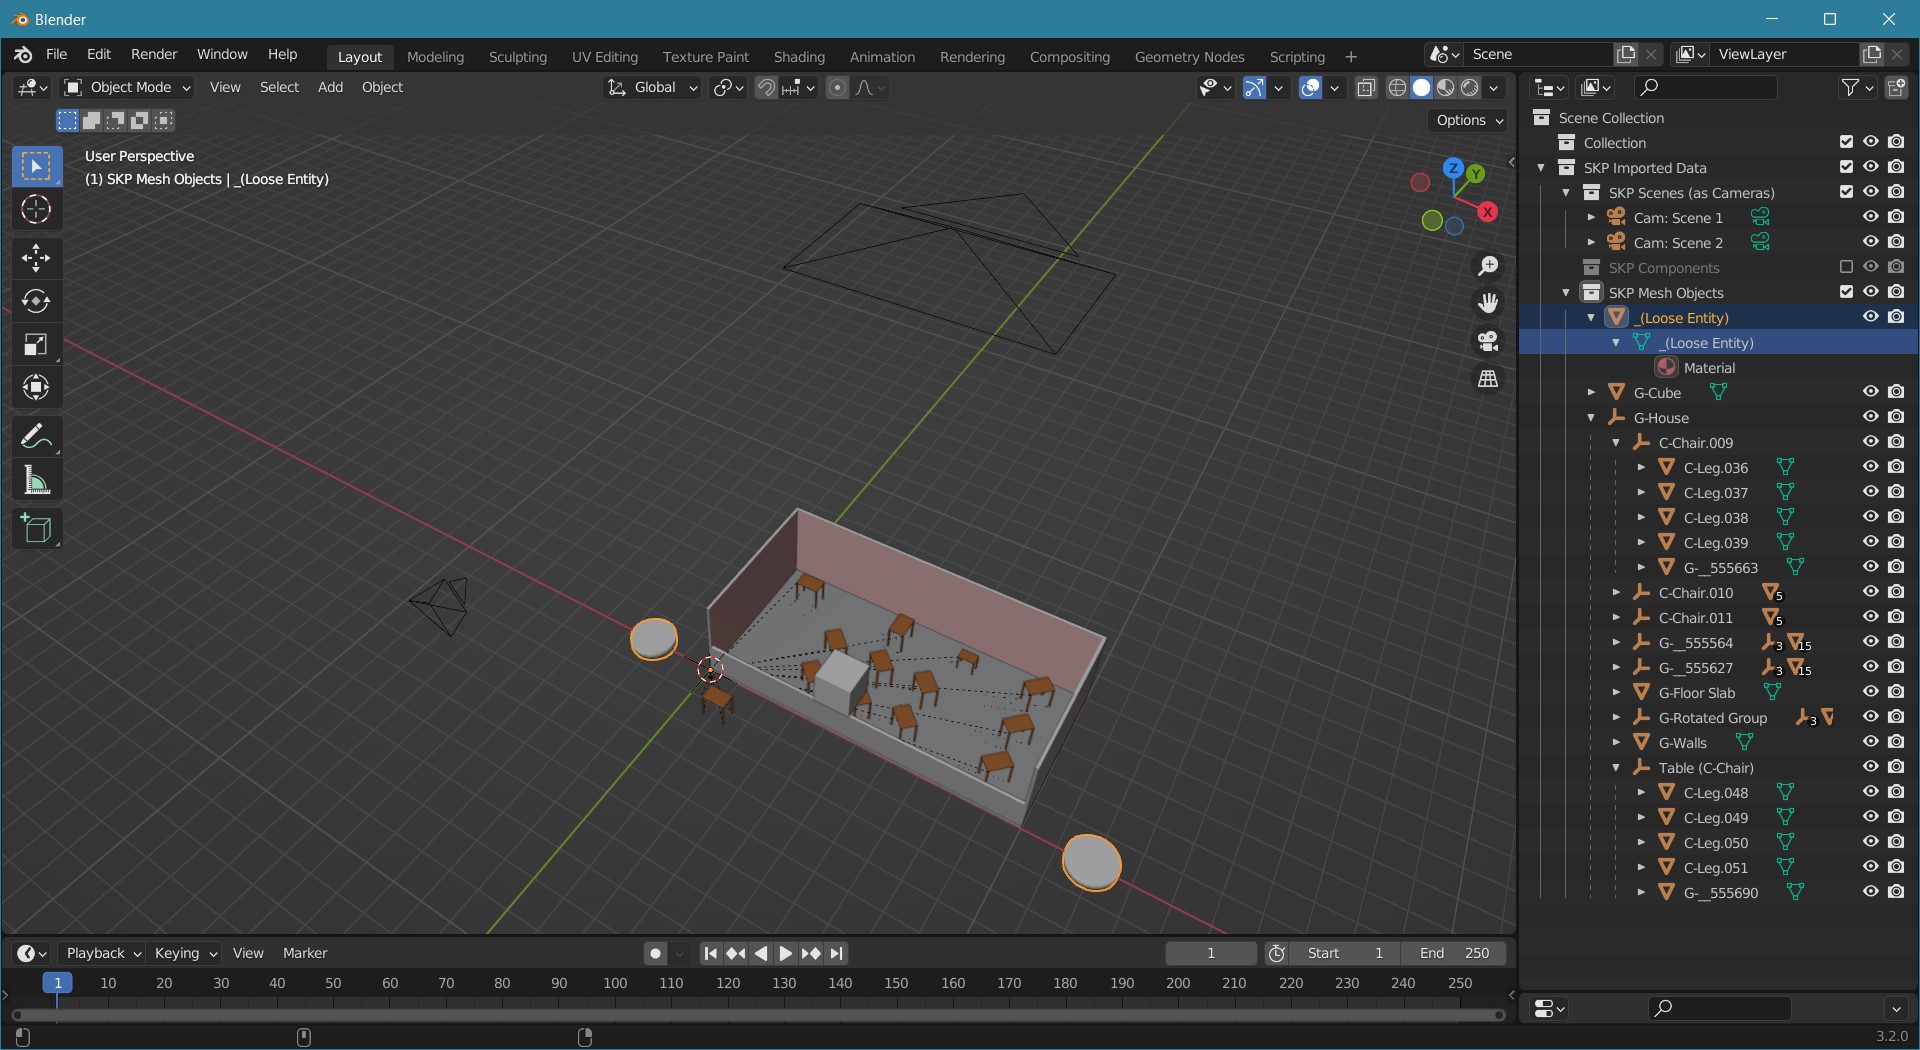 Blender
File Edit Render Window Help Layout Modeling Sculpting UV Editing Texture Paint Shading Animation Rendering Compositing Geometry Nodes Scripting + Scene ViewLayer
Object Mode View Select Add Object Global
Options
User Perspective
(1) SKP Mesh Objects | _(Loose Entity)
Z
Y
X
Scene Collection
Collection
SKP Imported Data
SKP Scenes (as Cameras)
Cam: Scene 1
Cam: Scene 2
SKP Components
SKP Mesh Objects
_(Loose Entity)
_(Loose Entity)
Material
G-Cube
G-House
C-Chair.009
C-Leg.036
C-Leg.037
C-Leg.038
C-Leg.039
G-__555663
C-Chair.010 5
C-Chair.011 5
G-__555564 3 15
G-__555627 3 15
G-Floor Slab
G-Rotated Group 3
G-Walls
Table (C-Chair)
C-Leg.048
C-Leg.049
C-Leg.050
C-Leg.051
G-__555690
Playback Keying View Marker 1 Start 1 End 250
1 10 20 30 40 50 60 70 80 90 100 110 120 130 140 150 160 170 180 190 200 210 220 230 240 250
3.2.0